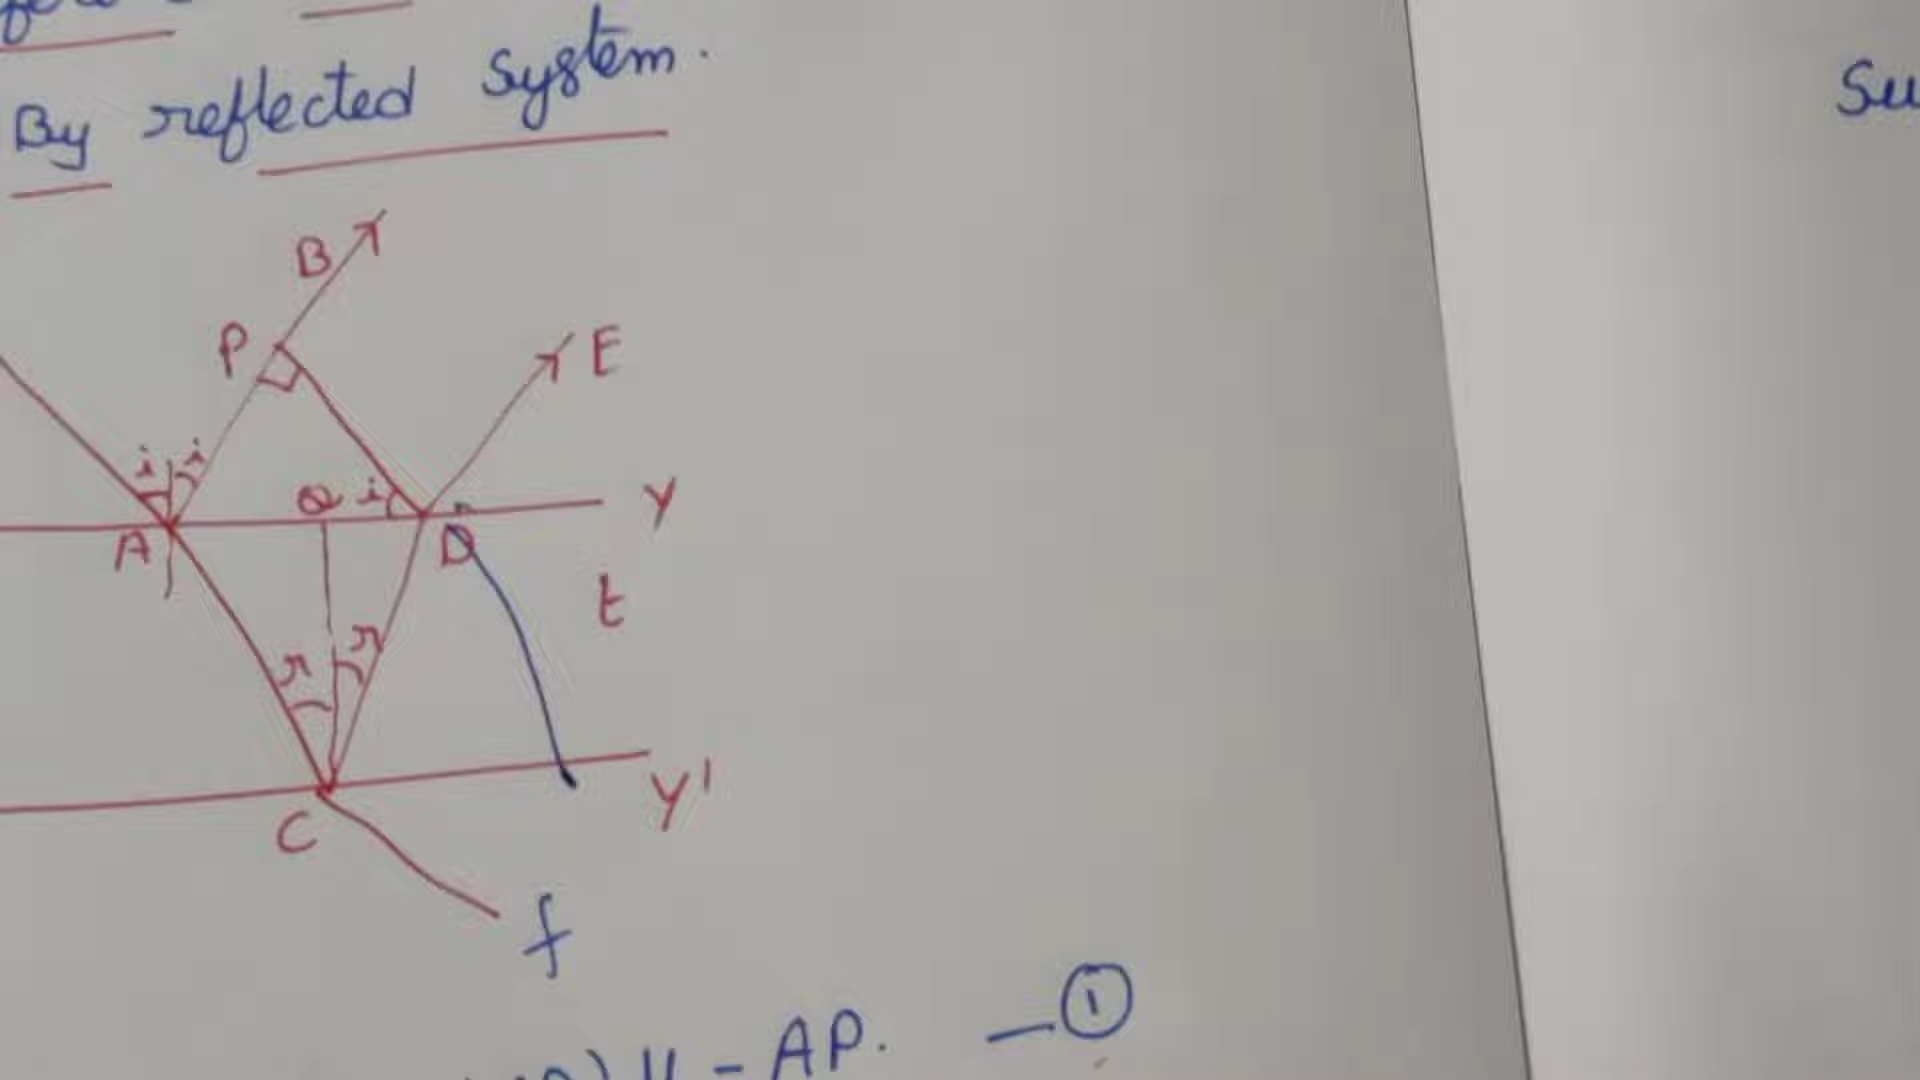 By reflected System.
Su
B
P
E
i i
Q i
Y
A
D
t
r r
Y'
C
f
μ - AP. — ①